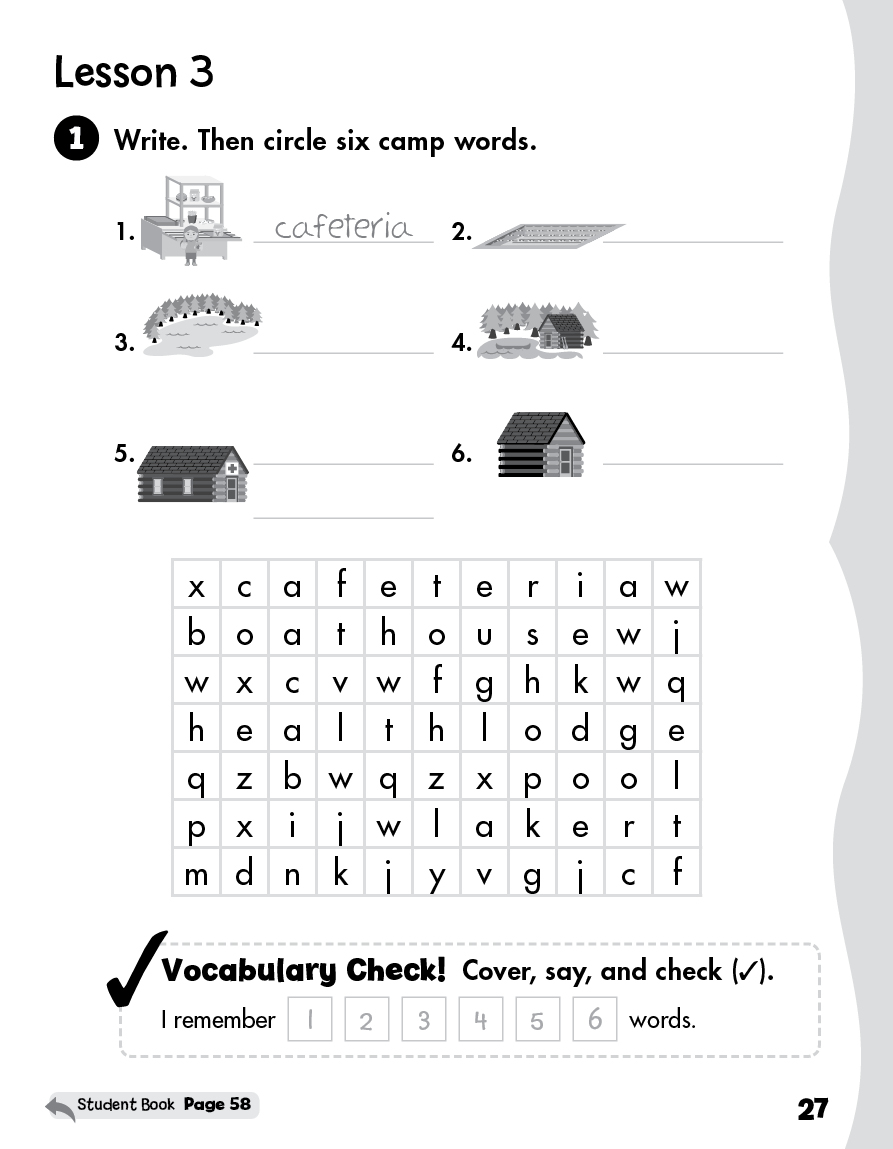 Lesson 3
1 Write. Then circle six camp words.
1. cafeteria 2.
3. 4.
5. 6.
x c a f e t e r i a w
b o a t h o u s e w j
w x c v w f g h k w q
h e a l t h l o d g e
q z b w q z x p o o l
p x i j w l a k e r t
m d n k j y v g j c f
Vocabulary Check! Cover, say, and check (✓).
I remember 1 2 3 4 5 6 words.
Student Book Page 58
27